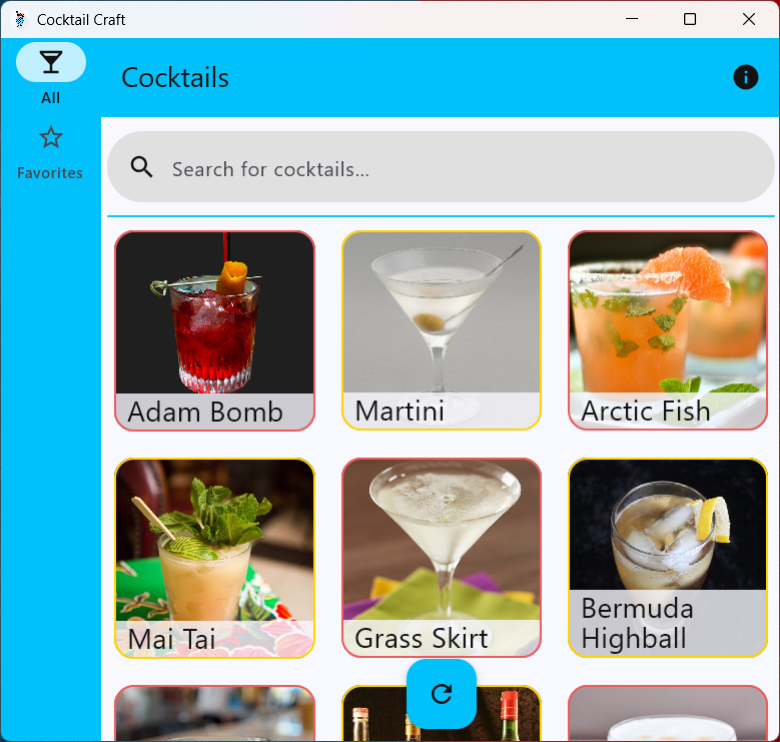 Cocktail Craft
All
Favorites
Cocktails
Search for cocktails...
Adam Bomb
Martini
Arctic Fish
Mai Tai
Grass Skirt
Bermuda
Highball